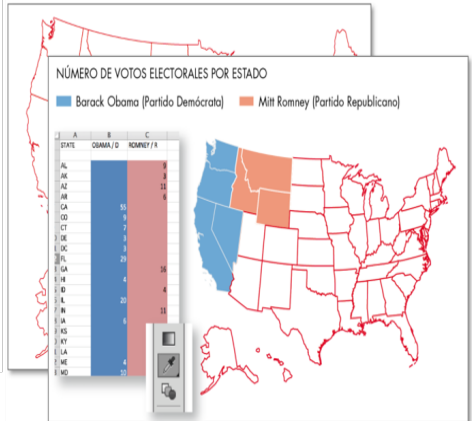 NÚMERO DE VOTOS ELECTORALES POR ESTADO
Barack Obama (Partido Demócrata) Mitt Romney (Partido Republicano)
A B C
STATE OBAMA / D ROMNEY / R
AL 9
AK 3
AZ 11
AR 6
CA 55
CO 9
CT 7
DE 3
DC 3
FL 29
GA 16
HI 4
ID 4
IL 20
IN 11
IA 6
KS
KY
LA
ME 4
MD 10